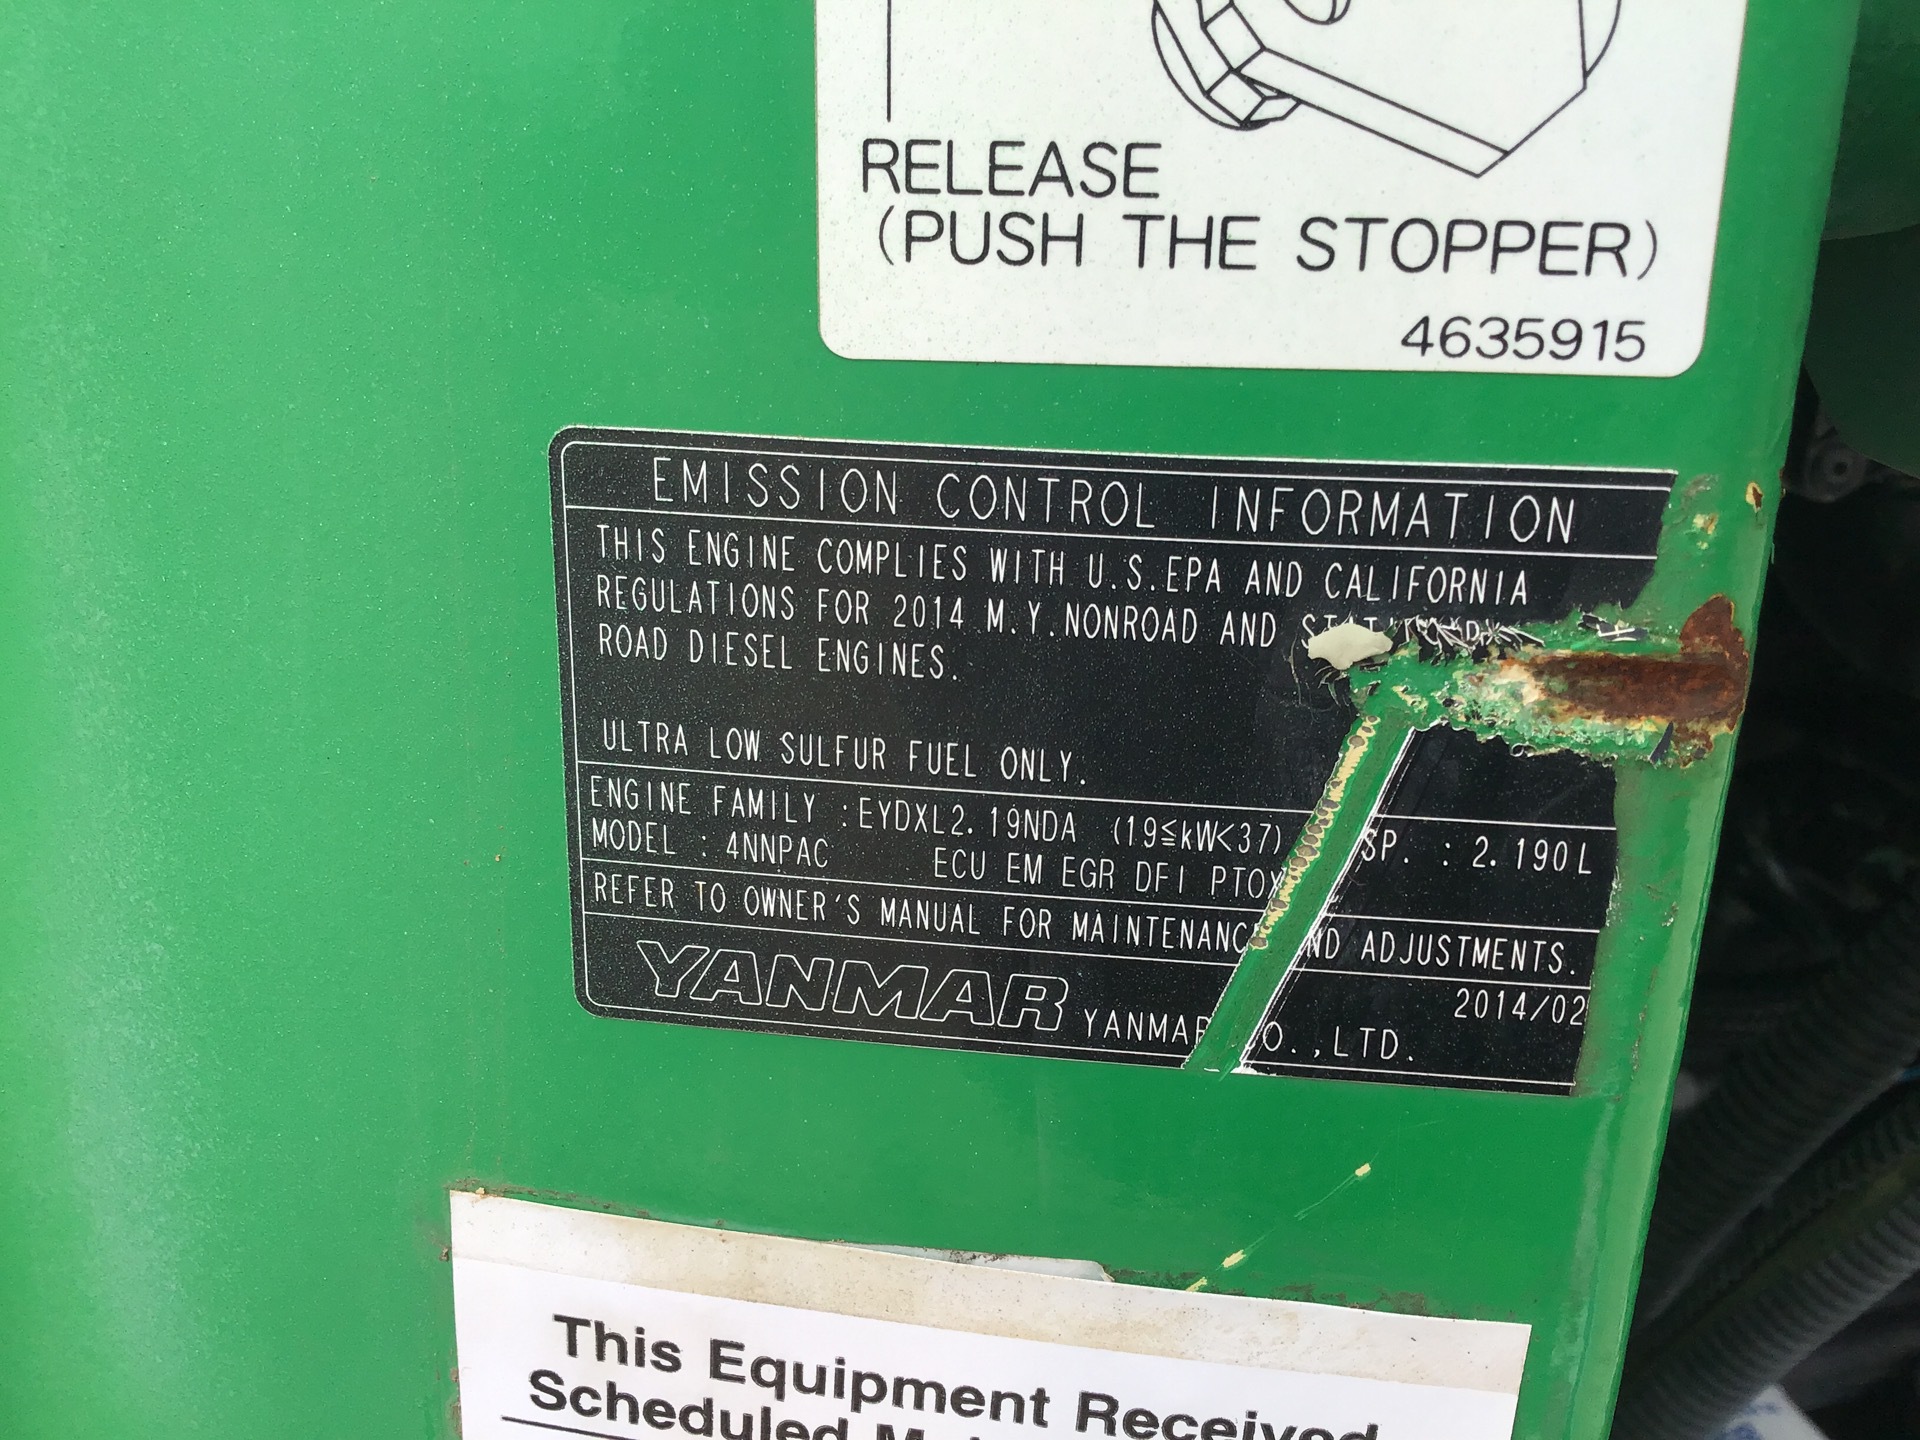 RELEASE
(PUSH THE STOPPER)
4635915
EMISSION CONTROL INFORMATION
THIS ENGINE COMPLIES WITH U.S.EPA AND CALIFORNIA
REGULATIONS FOR 2014 M.Y.NONROAD AND
ROAD DIESEL ENGINES.
ULTRA LOW SULFUR FUEL ONLY.
ENGINE FAMILY :EYDXL2.19NDA (19≦kW<37) SP. : 2.190L
MODEL : 4NNPAC ECU EM EGR DFI PTOX
REFER TO OWNER'S MANUAL FOR MAINTENANC ND ADJUSTMENTS.
2014/02
YANMAR YANMAR CO.,LTD.
This Equipment Received
Scheduled